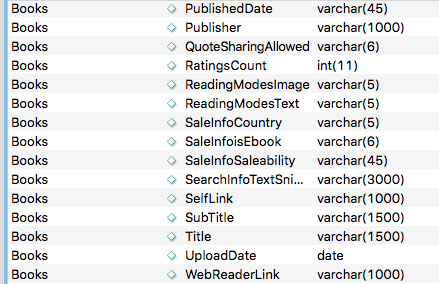 Books PublishedDate varchar(45)
Books Publisher varchar(1000)
Books QuoteSharingAllowed varchar(6)
Books RatingsCount int(11)
Books ReadingModesImage varchar(5)
Books ReadingModesText varchar(5)
Books SaleInfoCountry varchar(5)
Books SaleInfoisEbook varchar(6)
Books SaleInfoSaleability varchar(45)
Books SearchInfoTextSni... varchar(3000)
Books SelfLink varchar(1000)
Books SubTitle varchar(1500)
Books Title varchar(1500)
Books UploadDate date
Books WebReaderLink varchar(1000)